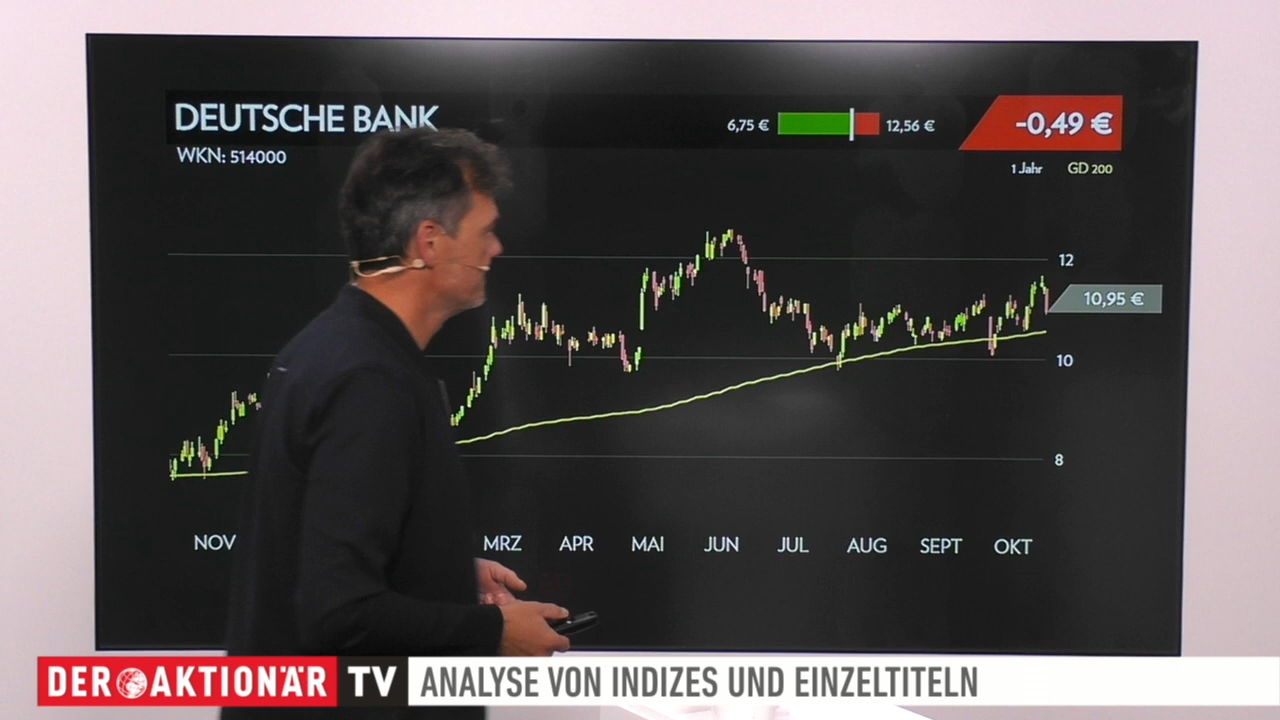 DEUTSCHE BANK
WKN: 514000
6,75 €
12,56 €
-0,49 €
1 Jahr
GD 200
12
10,95 €
10
8
NOV
MRZ
APR
MAI
JUN
JUL
AUG
SEPT
OKT
DER AKTIONÄR TV
ANALYSE VON INDIZES UND EINZELTITELN